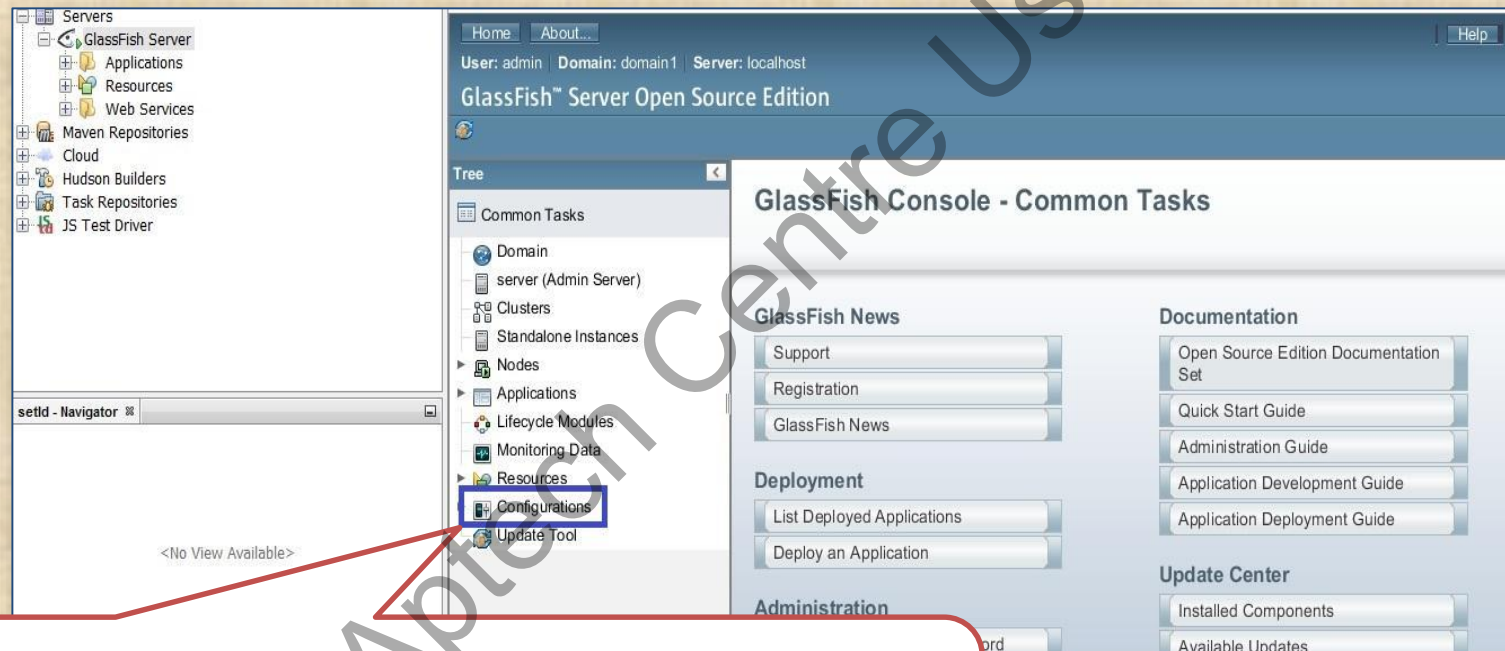 Servers
GlassFish Server
Applications
Resources
Web Services
Maven Repositories
Cloud
Hudson Builders
Task Repositories
JS Test Driver
setId - Navigator
<No View Available>
Home About... Help
User: admin Domain: domain1 Server: localhost
GlassFish™ Server Open Source Edition
Tree
Common Tasks
Domain
server (Admin Server)
Clusters
Standalone Instances
Nodes
Applications
Lifecycle Modules
Monitoring Data
Resources
Configurations
Update Tool
GlassFish Console - Common Tasks
GlassFish News
Support
Registration
GlassFish News
Deployment
List Deployed Applications
Deploy an Application
Administration
Documentation
Open Source Edition Documentation
Set
Quick Start Guide
Administration Guide
Application Development Guide
Application Deployment Guide
Update Center
Installed Components
Available Updates
Aptech Centre Us